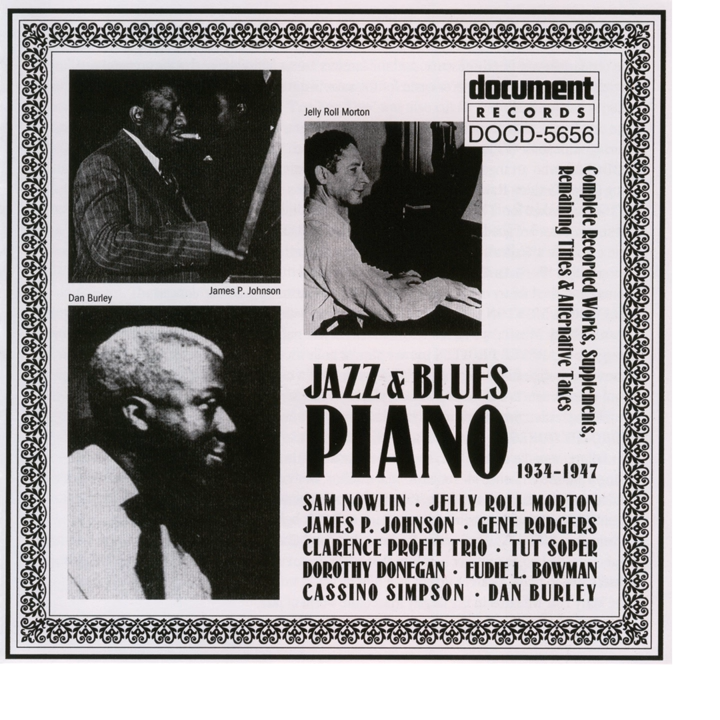 Jelly Roll Morton
document
RECORDS
DOCD-5656
Complete Recorded Works, Supplements,
Remaining Titles & Alternative Takes
James P. Johnson
Dan Burley
JAZZ & BLUES
PIANO 1934-1947
SAM NOWLIN · JELLY ROLL MORTON
JAMES P. JOHNSON · GENE RODGERS
CLARENCE PROFIT TRIO · TUT SOPER
DOROTHY DONEGAN · EUDIE L. BOWMAN
CASSINO SIMPSON · DAN BURLEY